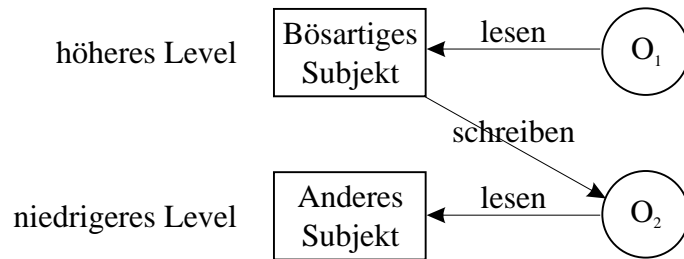 höheres Level
Bösartiges
Subjekt
lesen
O₁
schreiben
niedrigeres Level
Anderes
Subjekt
lesen
O₂